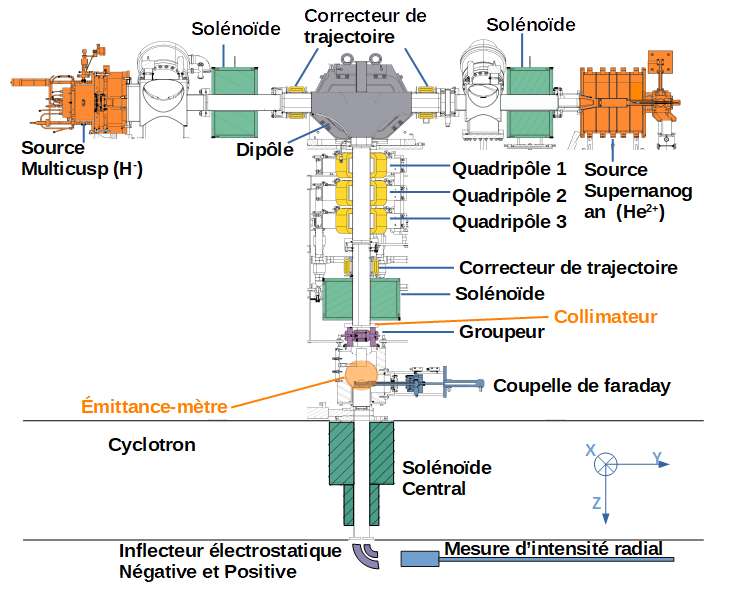 Correcteur de
trajectoire
Solénoïde
Solénoïde
Source
Multicusp (H-)
Dipôle
Quadripôle 1
Quadripôle 2
Quadripôle 3
Source
Supernanog
an (He2+)
Correcteur de trajectoire
Solénoïde
Collimateur
Groupeur
Coupelle de faraday
Émittance-mètre
Cyclotron
Solénoïde
Central
X
Y
Z
Inflecteur électrostatique
Négative et Positive
Mesure d'intensité radial